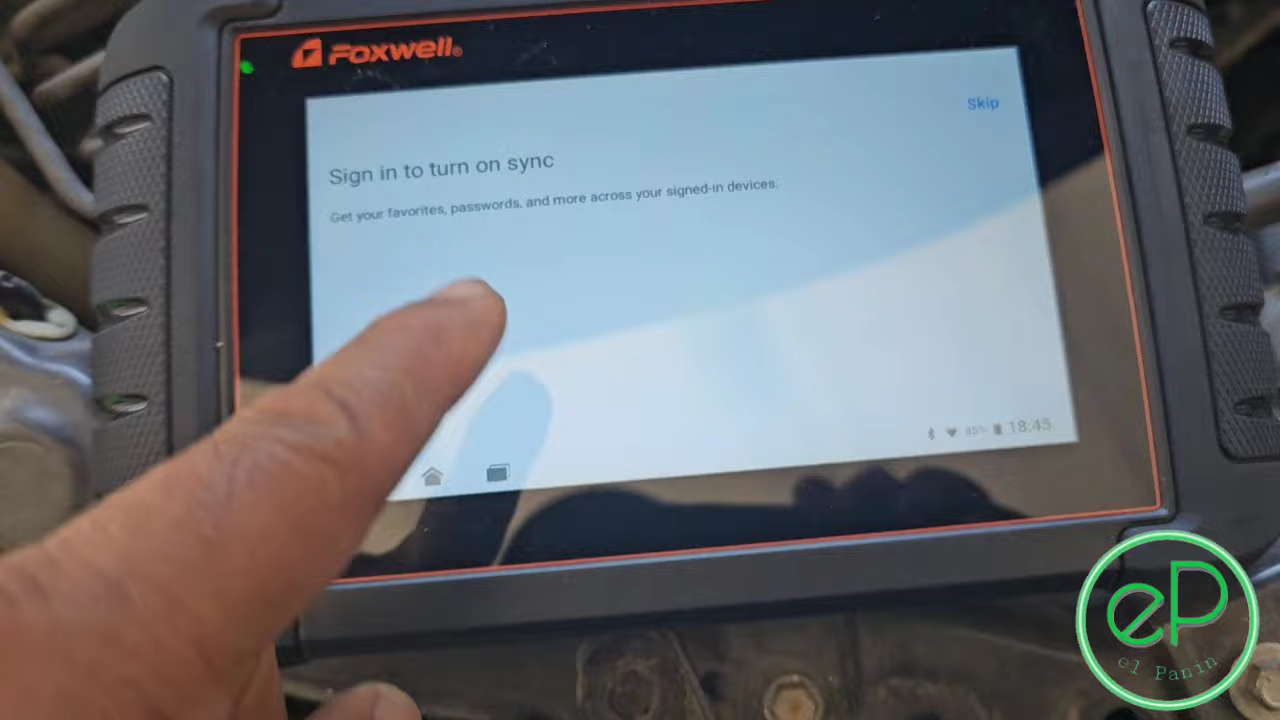 FOXWELL®
Skip
Sign in to turn on sync
Get your favorites, passwords, and more across your signed-in devices.
85% 18:45
eP
el Panin